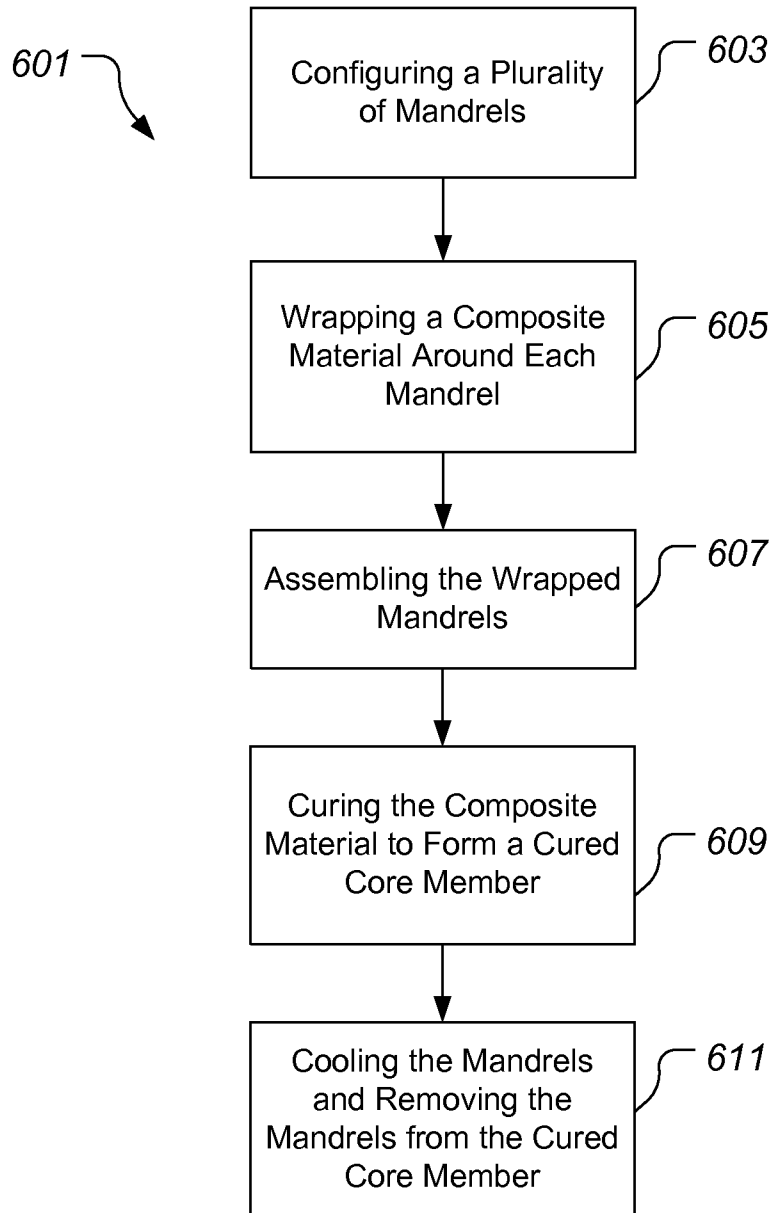 601
603
Configuring a Plurality
of Mandrels
605
Wrapping a Composite
Material Around Each
Mandrel
607
Assembling the Wrapped
Mandrels
609
Curing the Composite
Material to Form a Cured
Core Member
611
Cooling the Mandrels
and Removing the
Mandrels from the Cured
Core Member